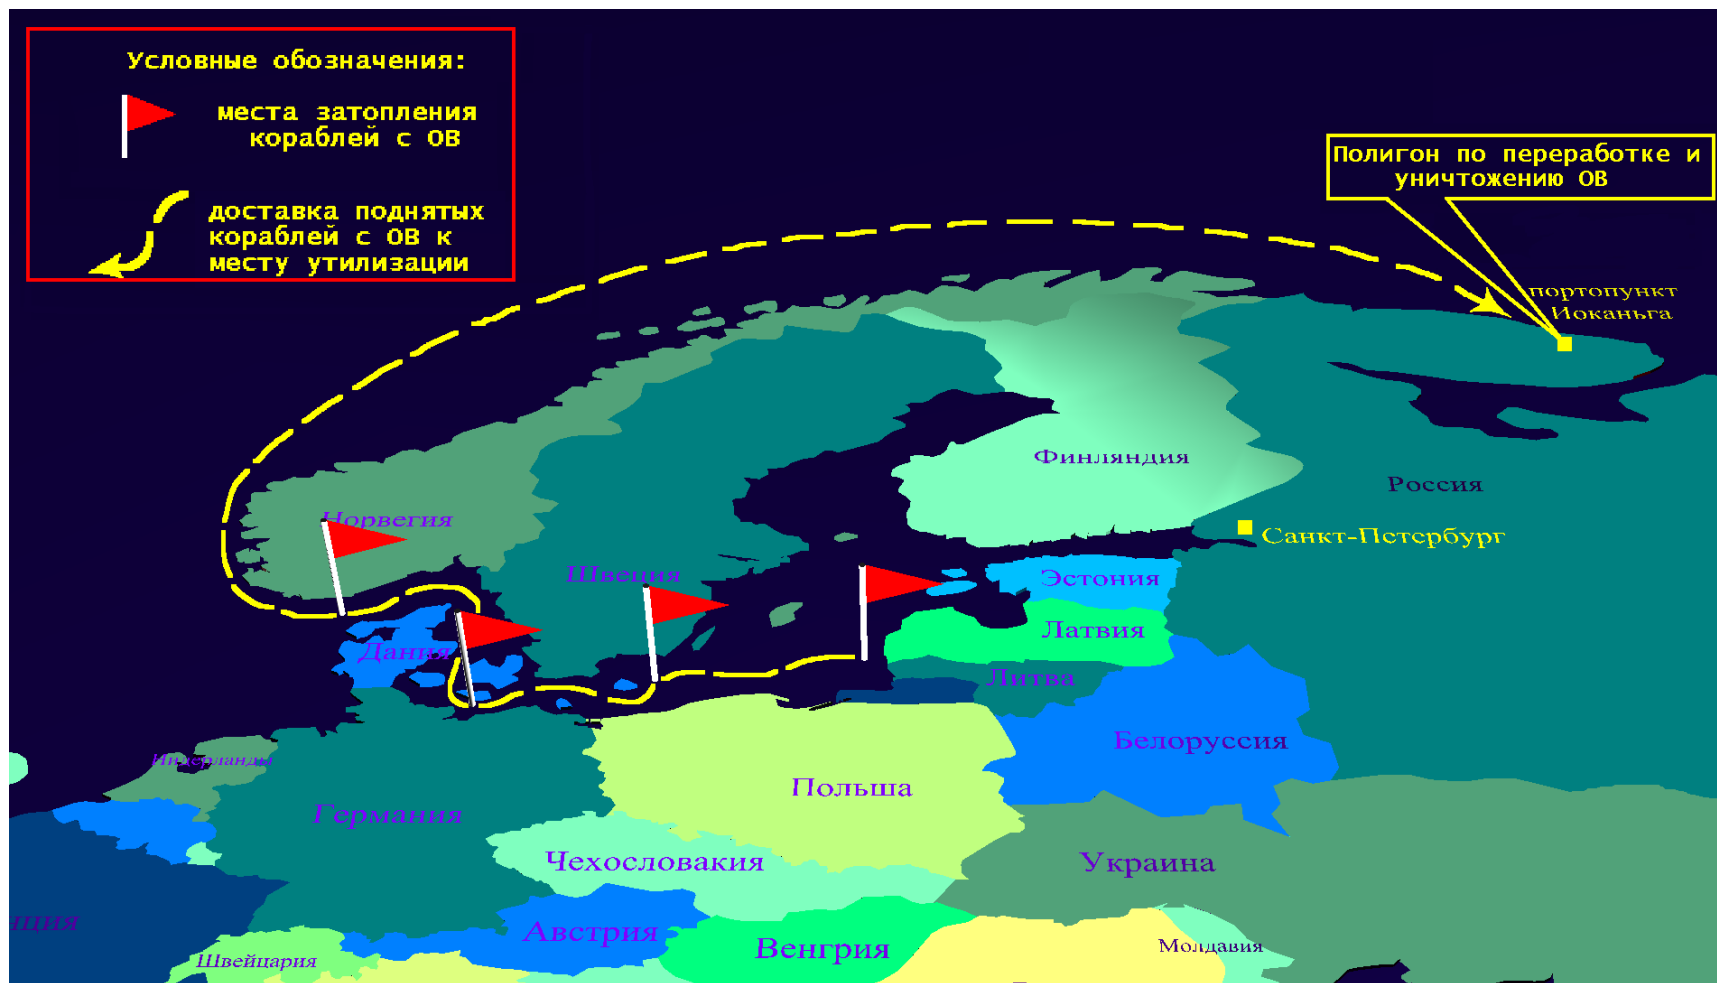 Условные обозначения:
места затопления
кораблей с ОВ
доставка поднятых
кораблей с ОВ к
месту утилизации
Полигон по переработке и
уничтожению ОВ
портопункт
Иоканьга
Финляндия
Россия
Норвегия
Санкт-Петербург
Швеция
Эстония
Латвия
Дания
Литва
Белоруссия
Нидерланды
Польша
Германия
Чехословакия
Украина
нция
Австрия
Венгрия
Молдавия
Швейцария